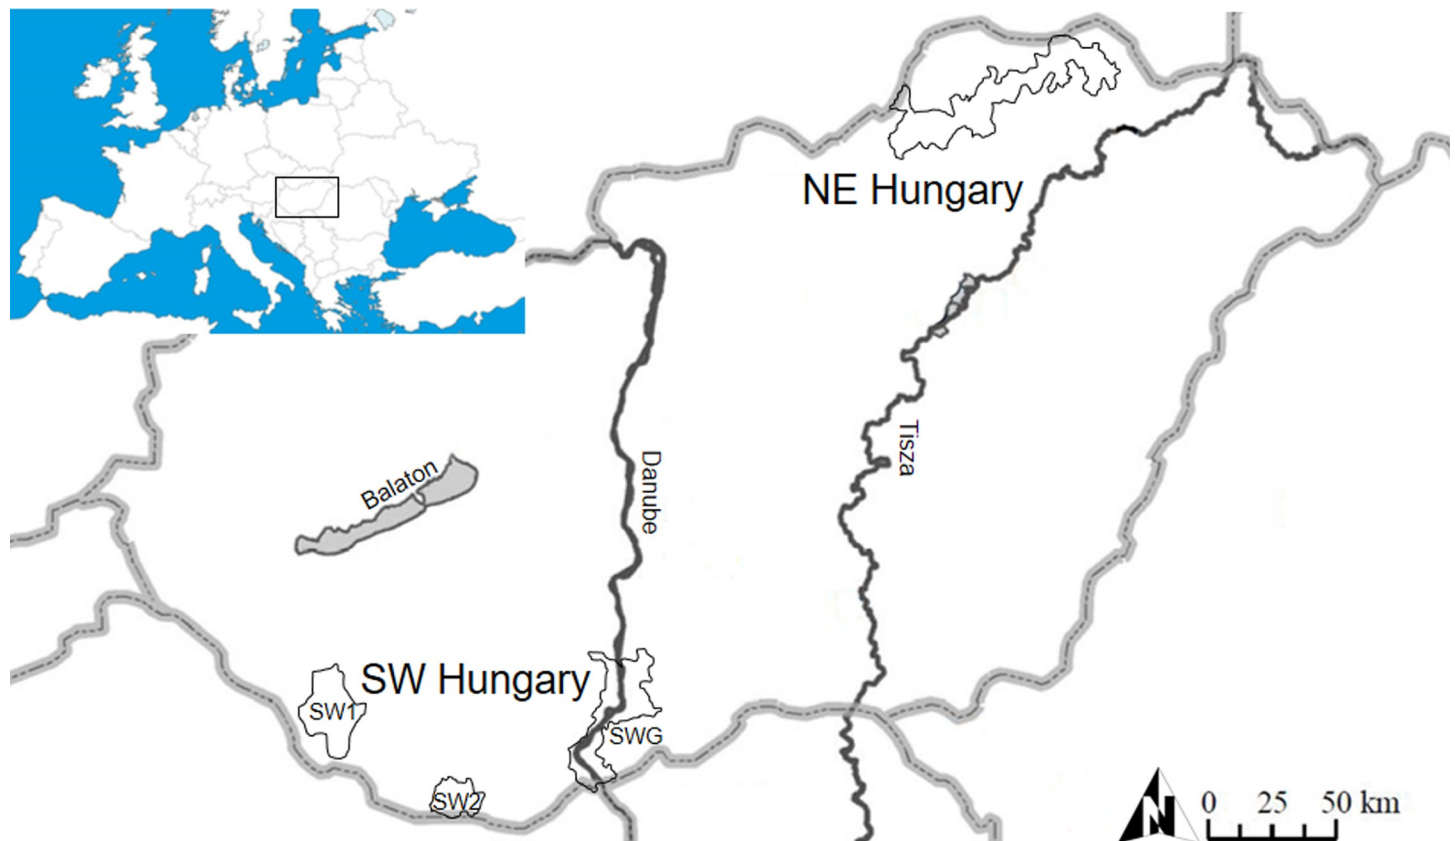 NE Hungary
Tisza
Balaton
Danube
SW Hungary
SW1
SWG
SW2
N
0 25 50 km